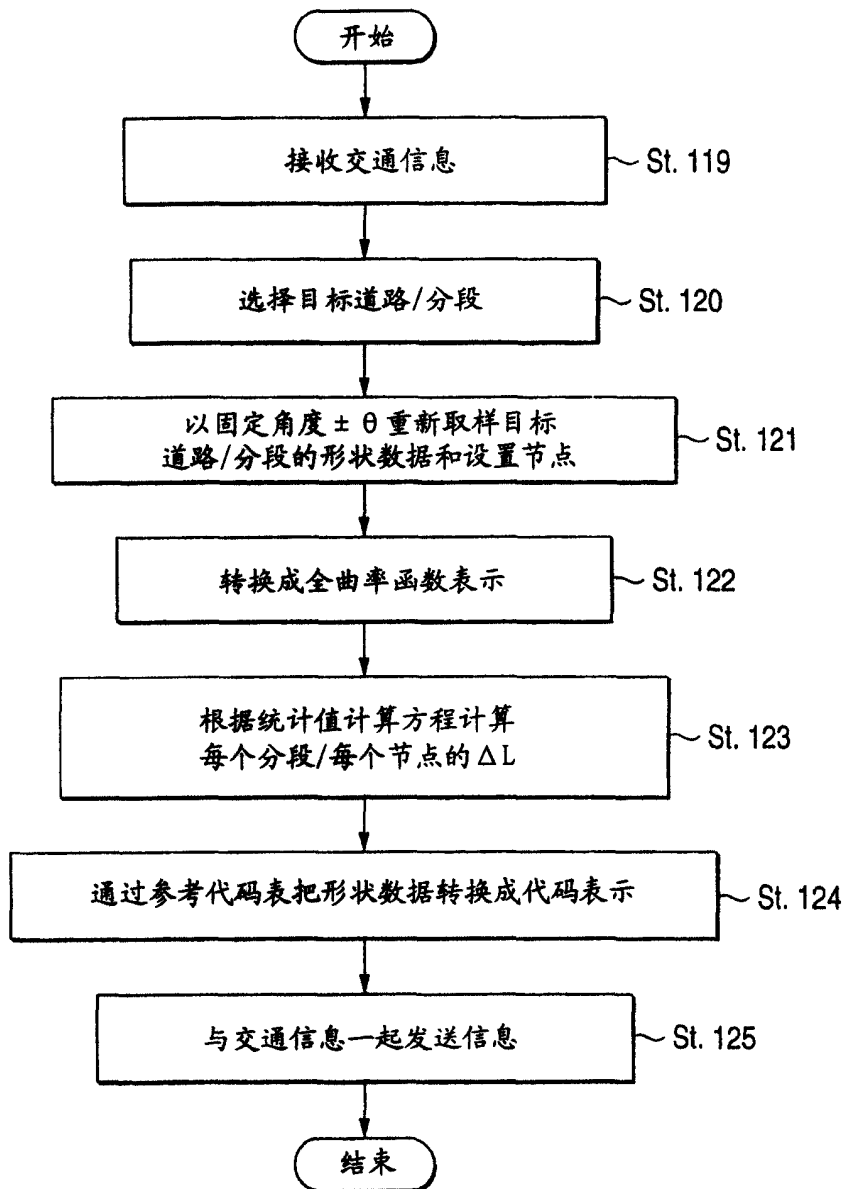 开始
接收交通信息
St. 119
选择目标道路/分段
St. 120
以固定角度±θ重新取样目标
道路/分段的形状数据和设置节点
St. 121
转换成全曲率函数表示
St. 122
根据统计值计算方程计算
每个分段/每个节点的ΔL
St. 123
通过参考代码表把形状数据转换成代码表示
St. 124
与交通信息一起发送信息
St. 125
结束